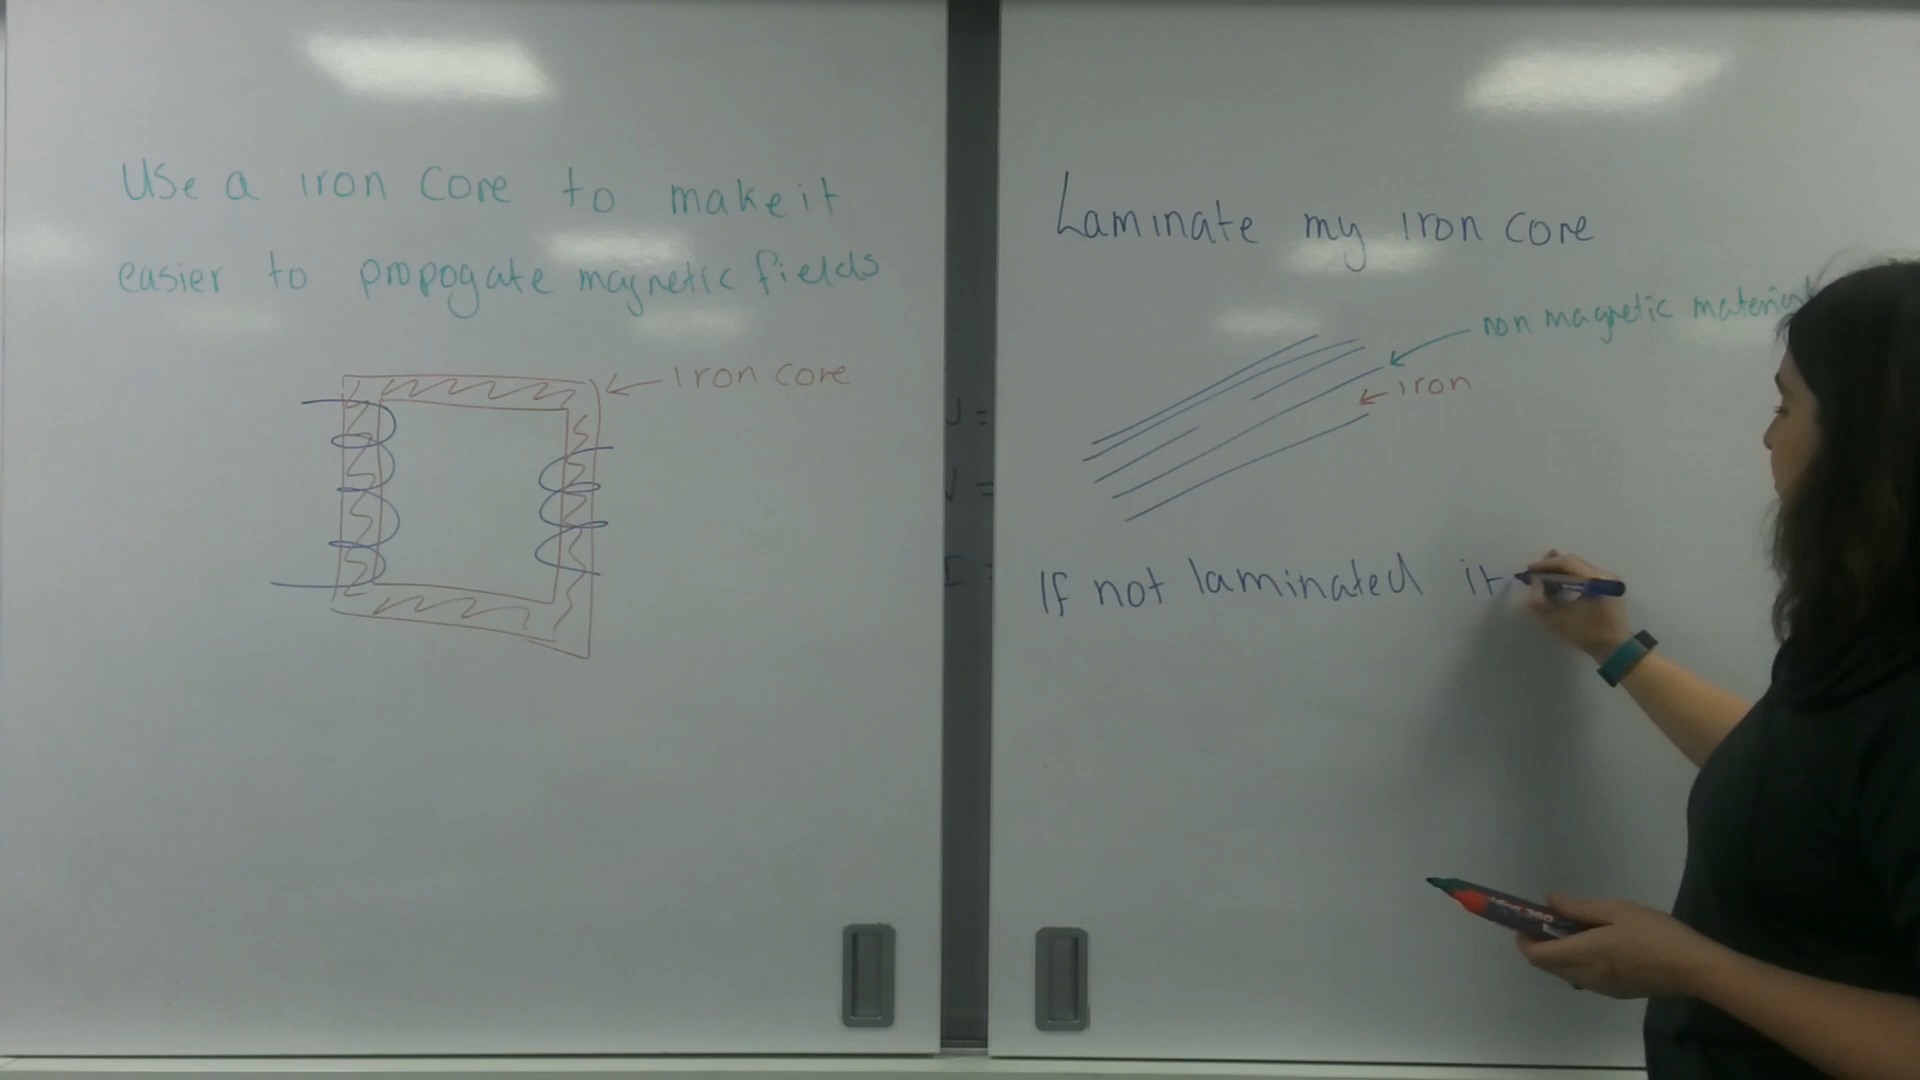 Use a iron core to make it
easier to propogate magnetic fields
iron core
Laminate my iron core
non magnetic material
iron
If not laminated it